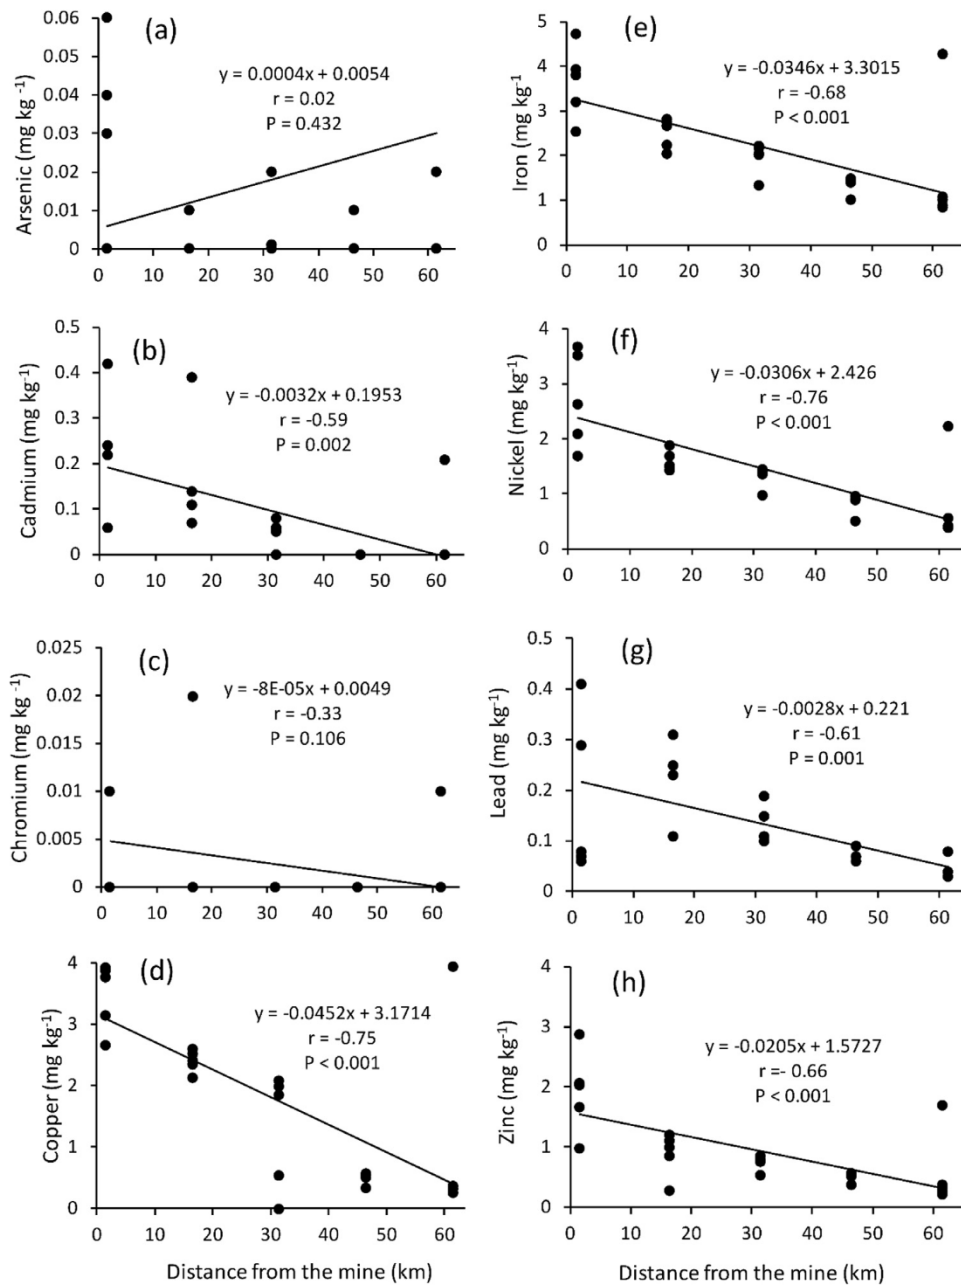 (a)
0.06
0.05
0.04
0.03
0.02
0.01
0
Arsenic (mg kg⁻¹)
y = 0.0004x + 0.0054
r = 0.02
P = 0.432
0 10 20 30 40 50 60
(e)
5
4
3
2
1
0
Iron (mg kg⁻¹)
y = -0.0346x + 3.3015
r = -0.68
P < 0.001
0 10 20 30 40 50 60
(b)
0.5
0.4
0.3
0.2
0.1
0
Cadmium (mg kg⁻¹)
y = -0.0032x + 0.1953
r = -0.59
P = 0.002
0 10 20 30 40 50 60
(f)
4
3
2
1
0
Nickel (mg kg⁻¹)
y = -0.0306x + 2.426
r = -0.76
P < 0.001
0 10 20 30 40 50 60
(c)
0.025
0.02
0.015
0.01
0.005
0
Chromium (mg kg ⁻¹)
y = -8E-05x + 0.0049
r = -0.33
P = 0.106
0 10 20 30 40 50 60
(g)
0.5
0.4
0.3
0.2
0.1
0
Lead (mg kg⁻¹)
y = -0.0028x + 0.221
r = -0.61
P = 0.001
0 10 20 30 40 50 60
(d)
4
3
2
1
0
Copper (mg kg⁻¹)
y = -0.0452x + 3.1714
r = -0.75
P < 0.001
0 10 20 30 40 50 60
Distance from the mine (km)
(h)
4
3
2
1
0
Zinc (mg kg⁻¹)
y = -0.0205x + 1.5727
r =- 0.66
P < 0.001
0 10 20 30 40 50 60
Distance from the mine (km)